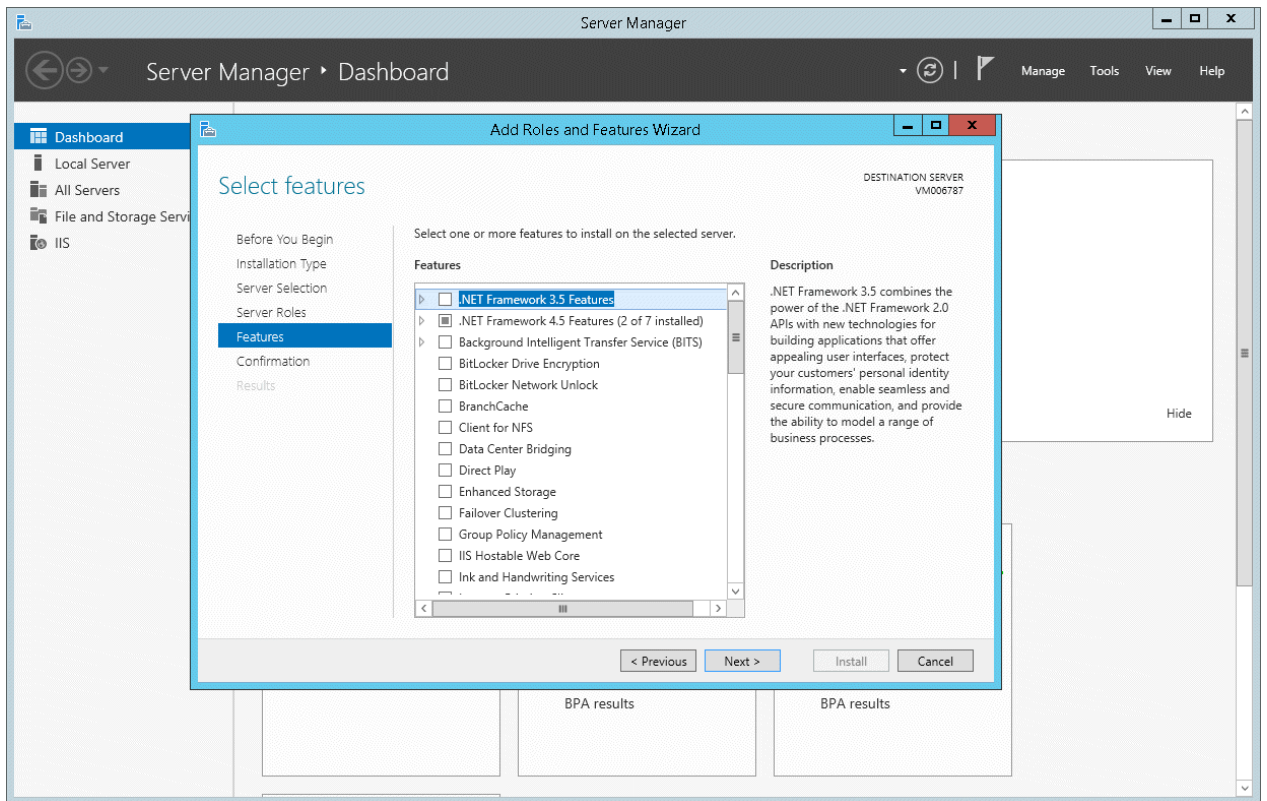 Server Manager
Server Manager ‣ Dashboard
Manage
Tools
View
Help
Dashboard
Local Server
All Servers
File and Storage Servi
IIS
Add Roles and Features Wizard
Select features
DESTINATION SERVER
VM006787
Before You Begin
Installation Type
Server Selection
Server Roles
Features
Confirmation
Results
Select one or more features to install on the selected server.
Features
.NET Framework 3.5 Features
.NET Framework 4.5 Features (2 of 7 installed)
Background Intelligent Transfer Service (BITS)
BitLocker Drive Encryption
BitLocker Network Unlock
BranchCache
Client for NFS
Data Center Bridging
Direct Play
Enhanced Storage
Failover Clustering
Group Policy Management
IIS Hostable Web Core
Ink and Handwriting Services
Description
.NET Framework 3.5 combines the
power of the .NET Framework 2.0
APIs with new technologies for
building applications that offer
appealing user interfaces, protect
your customers' personal identity
information, enable seamless and
secure communication, and provide
the ability to model a range of
business processes.
Hide
< Previous
Next >
Install
Cancel
BPA results
BPA results